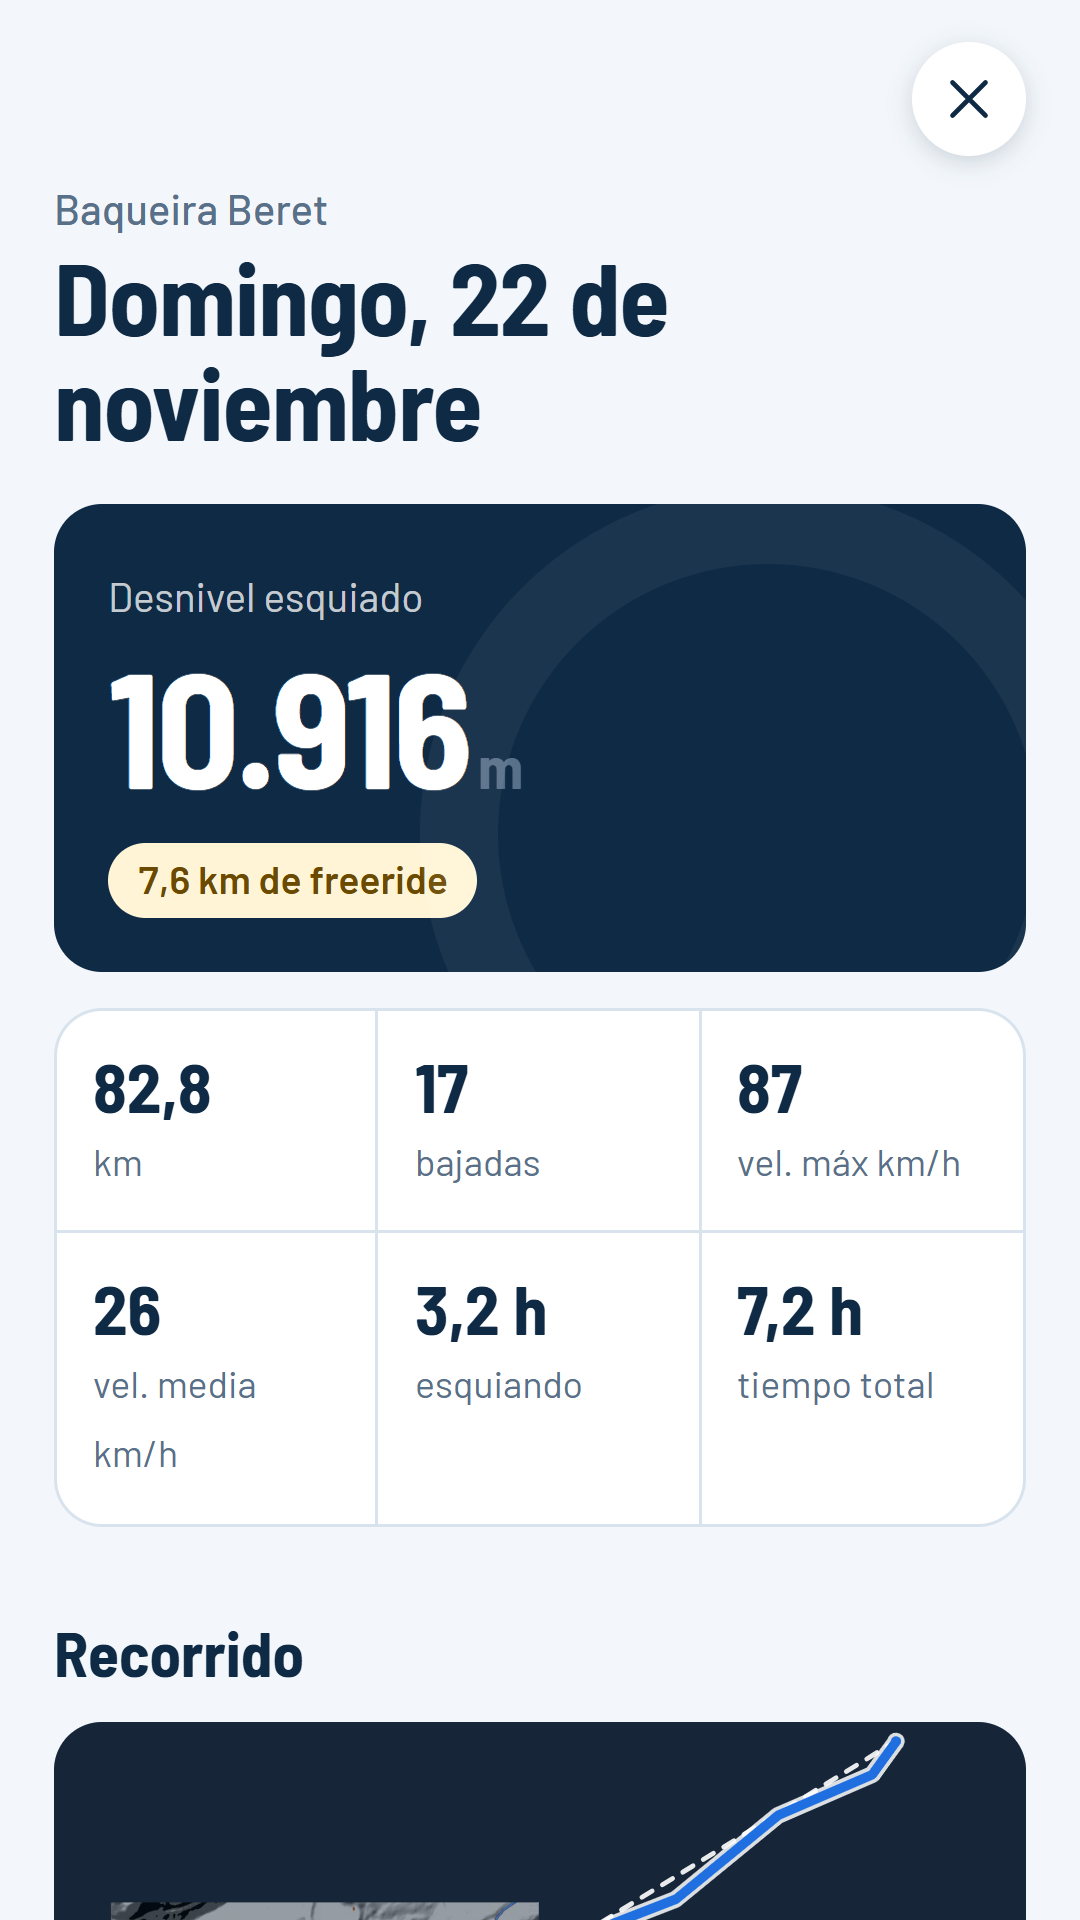 Baqueira Beret
Domingo, 22 de
noviembre
Desnivel esquiado
10.916 m
7,6 km de freeride
82,8
km
17
bajadas
87
vel. máx km/h
26
vel. media
km/h
3,2 h
esquiando
7,2 h
tiempo total
Recorrido